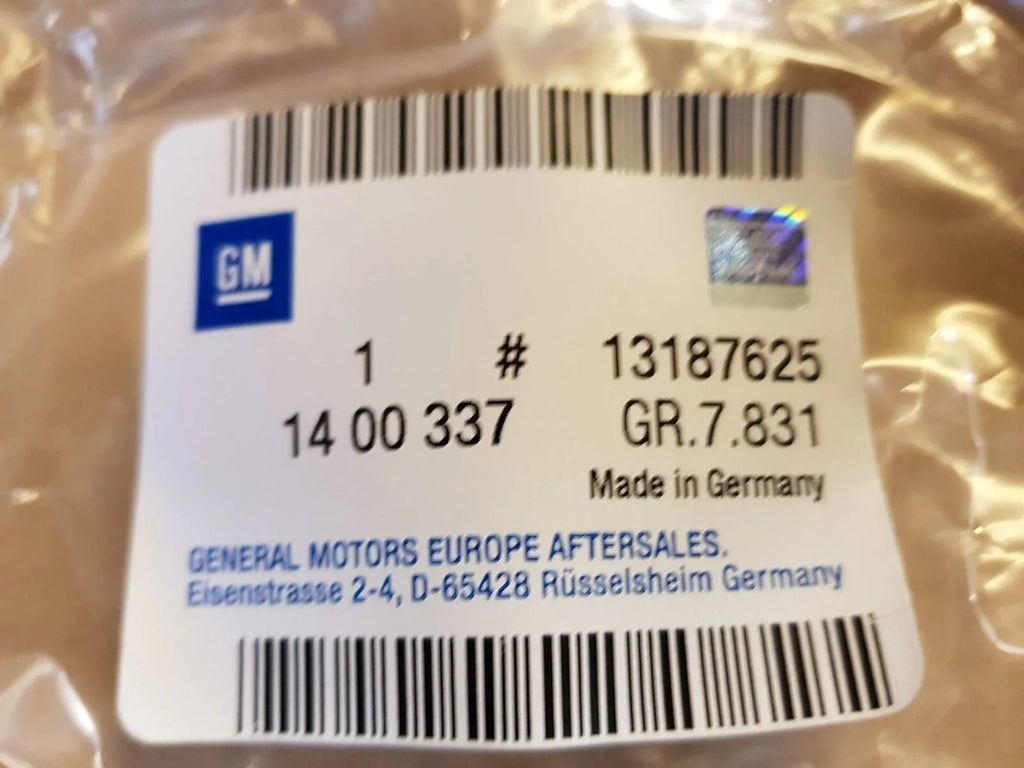 GM
1 # 13187625
14 00 337 GR.7.831
Made in Germany
GENERAL MOTORS EUROPE AFTERSALES.
Eisenstrasse 2-4, D-65428 Rüsselsheim Germany